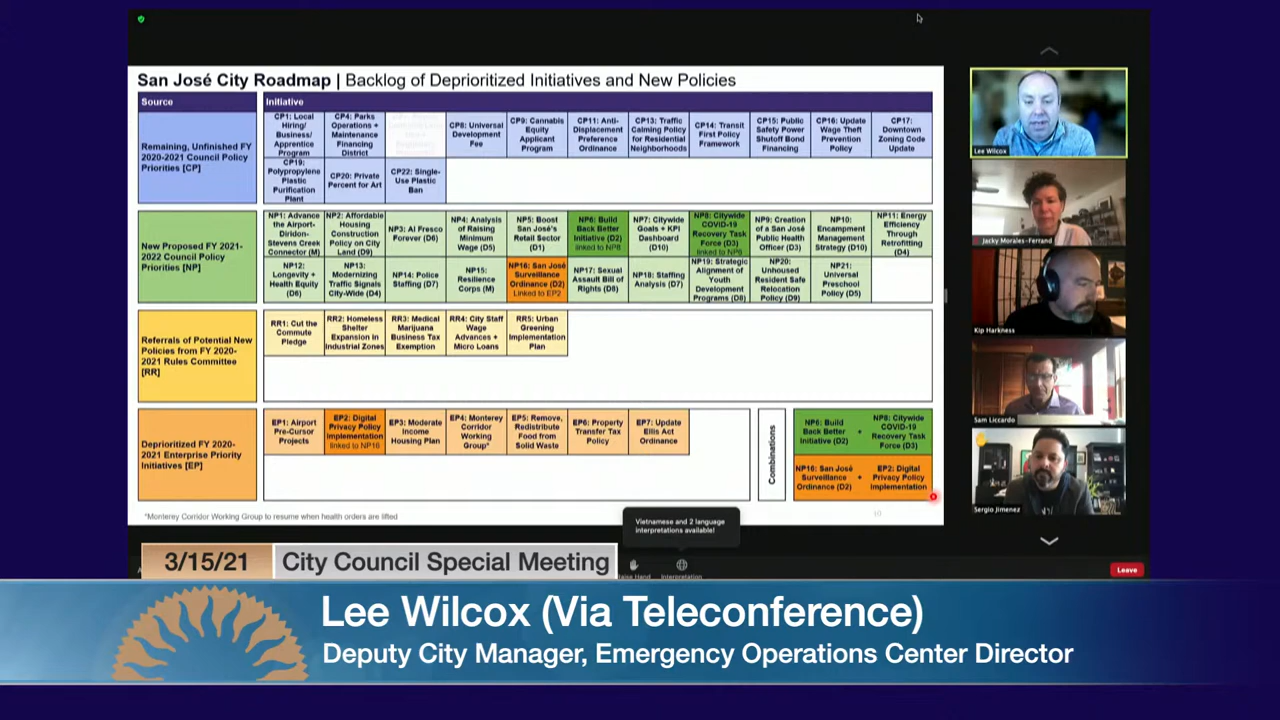 San José City Roadmap | Backlog of Deprioritized Initiatives and New Policies
Source
Initiative
Remaining, Unfinished FY
2020-2021 Council Policy
Priorities [CP]
CP1: Local
Hiring/
Business/
Apprentice
Program
CP4: Parks
Operations +
Maintenance
Financing
District
CP8: Universal
Development
Fee
CP9: Cannabis
Equity
Applicant
Program
CP11: Anti-
Displacement
Preference
Ordinance
CP13: Traffic
Calming Policy
for Residential
Neighborhoods
CP14: Transit
First Policy
Framework
CP15: Public
Safety Power
Shutoff Bond
Financing
CP16: Update
Wage Theft
Prevention
Policy
CP17:
Downtown
Zoning Code
Update
CP19:
Polypropylene
Plastic
Purification
Plant
CP20: Private
Percent for Art
CP22: Single-
Use Plastic
Ban
New Proposed FY 2021-
2022 Council Policy
Priorities [NP]
NP1: Advance
the Airport-
Diridon-
Stevens Creek
Connector (M)
NP2: Affordable
Housing
Construction
Policy on City
Land (D9)
NP3: Al Fresco
Forever (D6)
NP4: Analysis
of Raising
Minimum
Wage (D5)
NP5: Boost
San José's
Retail Sector
(D1)
NP6: Build
Back Better
Initiative (D2)
linked to NP8
NP7: Citywide
Goals + KPI
Dashboard
(D10)
NP8: Citywide
COVID-19
Recovery Task
Force (D3)
linked to NP6
NP9: Creation
of a San José
Public Health
Officer (D3)
NP10:
Encampment
Management
Strategy (D10)
NP11: Energy
Efficiency
Through
Retrofitting
(D4)
NP12:
Longevity +
Health Equity
(D6)
NP13:
Modernizing
Traffic Signals
City-Wide (D4)
NP14: Police
Staffing (D7)
NP15:
Resilience
Corps (M)
NP16: San José
Surveillance
Ordinance (D2)
Linked to EP2
NP17: Sexual
Assault Bill of
Rights (D8)
NP18: Staffing
Analysis (D7)
NP19: Strategic
Alignment of
Youth
Development
Programs (D8)
NP20:
Unhoused
Resident Safe
Relocation
Policy (D9)
NP21:
Universal
Preschool
Policy (D5)
Referrals of Potential New
Policies from FY 2020-
2021 Rules Committee
[RR]
RR1: Cut the
Commute
Pledge
RR2: Homeless
Shelter
Expansion in
Industrial Zones
RR3: Medical
Marijuana
Business Tax
Exemption
RR4: City Staff
Wage
Advances +
Micro Loans
RR5: Urban
Greening
Implementation
Plan
Deprioritized FY 2020-
2021 Enterprise Priority
Initiatives [EP]
EP1: Airport
Pre-Cursor
Projects
EP2: Digital
Privacy Policy
Implementation
linked to NP16
EP3: Moderate
Income
Housing Plan
EP4: Monterey
Corridor
Working
Group*
EP5: Remove,
Redistribute
Food from
Solid Waste
EP6: Property
Transfer Tax
Policy
EP7: Update
Ellis Act
Ordinance
Combinations
NP6: Build
Back Better
Initiative (D2)
+
NP8: Citywide
COVID-19
Recovery Task
Force (D3)
NP16: San José
Surveillance
Ordinance (D2)
+
EP2: Digital
Privacy Policy
Implementation
*Monterey Corridor Working Group to resume when health orders are lifted
10
Lee Wilcox
Jacky Morales-Ferrand
Kip Harkness
Sam Liccardo
Sergio Jimenez
Vietnamese and 2 language
interpretations available!
Raise Hand
Interpretation
Leave
3/15/21
City Council Special Meeting
Lee Wilcox (Via Teleconference)
Deputy City Manager, Emergency Operations Center Director